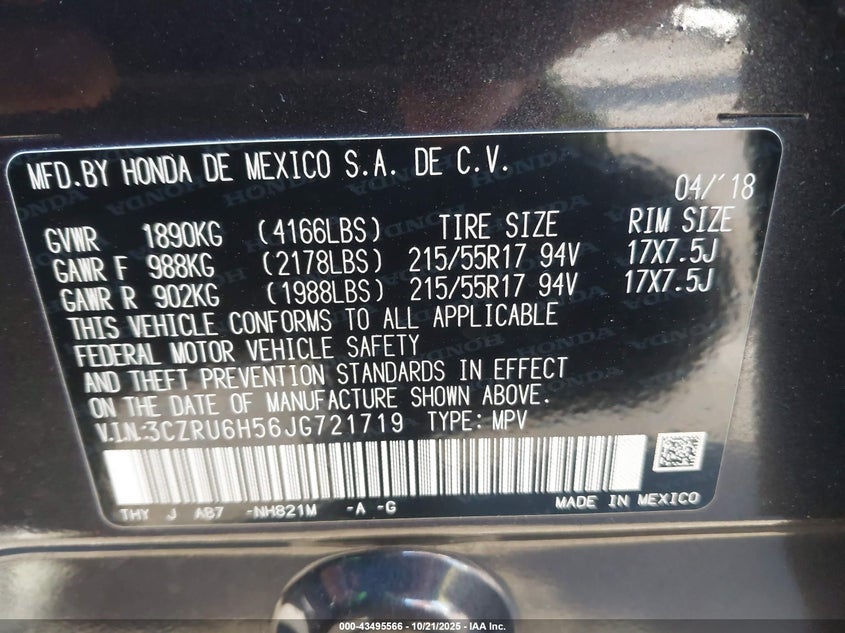 MFD.BY HONDA DE MEXICO S.A. DE C.V.
04/'18
GVWR 1890KG (4166LBS) TIRE SIZE RIM SIZE
GAWR F 988KG (2178LBS) 215/55R17 94V 17X7.5J
GAWR R 902KG (1988LBS) 215/55R17 94V 17X7.5J
THIS VEHICLE CONFORMS TO ALL APPLICABLE
FEDERAL MOTOR VEHICLE SAFETY
AND THEFT PREVENTION STANDARDS IN EFFECT
ON THE DATE OF MANUFACTURE SHOWN ABOVE.
V.I.N:3CZRU6H56JG721719 TYPE: MPV
THY J AB7 -NH821M -A -G MADE IN MEXICO
000-43495566 - 10/21/2025 - IAA Inc.